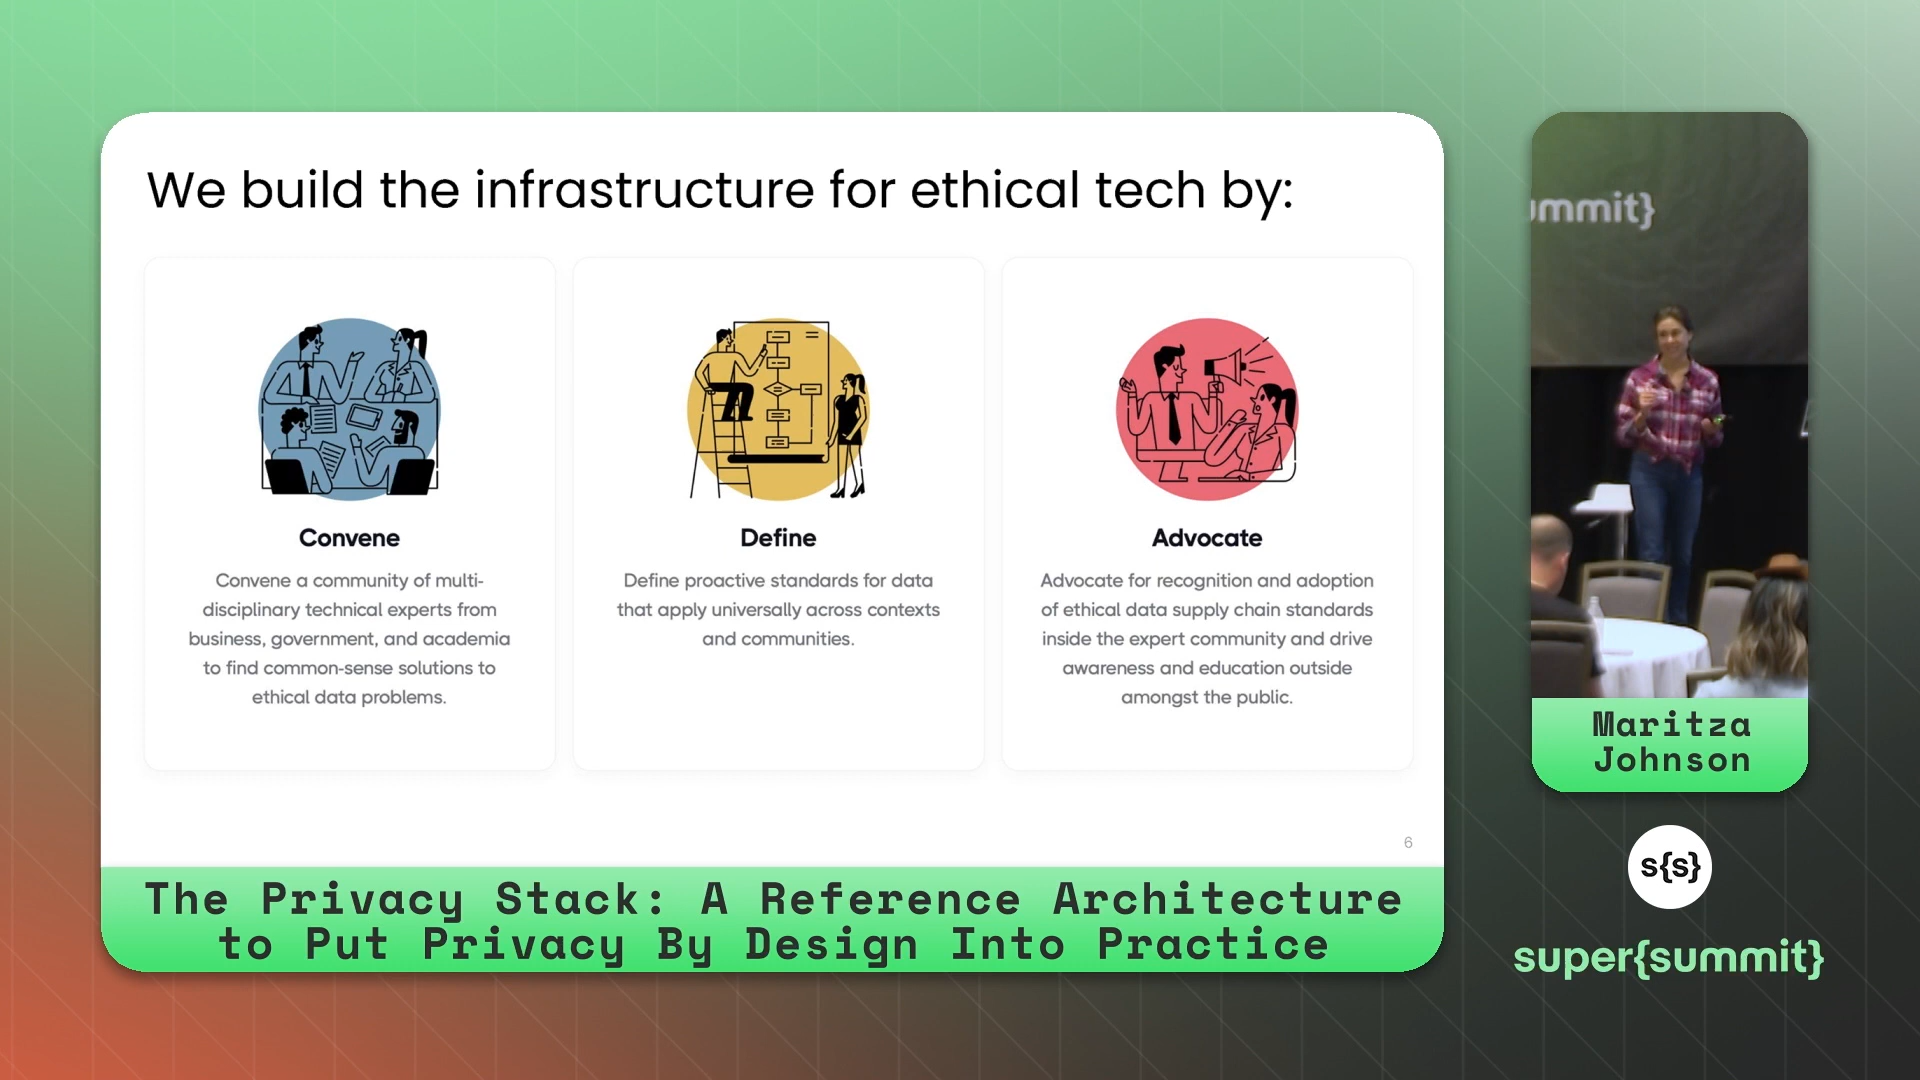 We build the infrastructure for ethical tech by:
Convene
Convene a community of multi-
disciplinary technical experts from
business, government, and academia
to find common-sense solutions to
ethical data problems.
Define
Define proactive standards for data
that apply universally across contexts
and communities.
Advocate
Advocate for recognition and adoption
of ethical data supply chain standards
inside the expert community and drive
awareness and education outside
amongst the public.
6
The Privacy Stack: A Reference Architecture
to Put Privacy By Design Into Practice
ummit}
Maritza
Johnson
s{s}
super{summit}